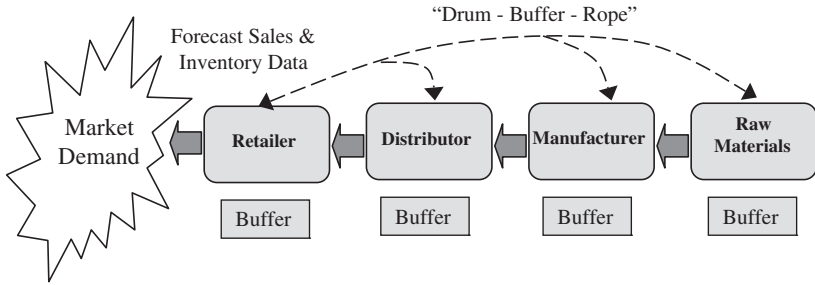 “Drum - Buffer - Rope”
Forecast Sales &
Inventory Data
Market
Demand
Retailer
Distributor
Manufacturer
Raw
Materials
Buffer
Buffer
Buffer
Buffer